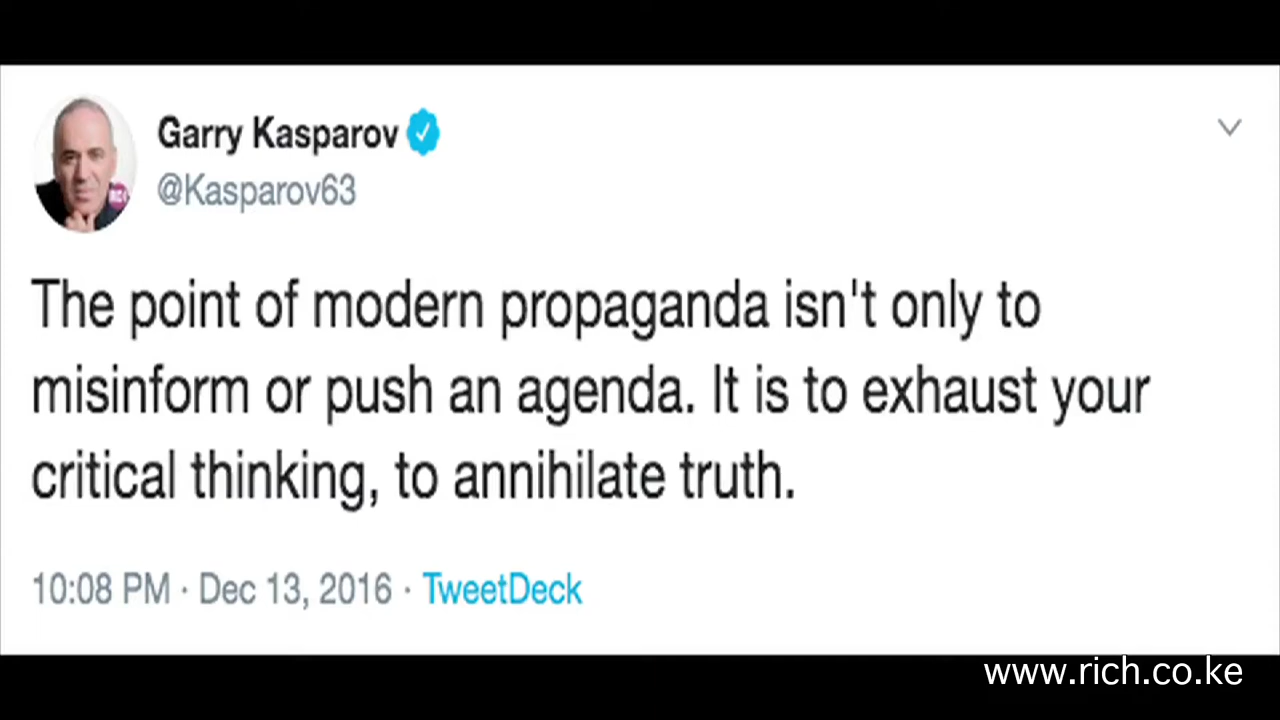 Garry Kasparov
@Kasparov63
The point of modern propaganda isn't only to
misinform or push an agenda. It is to exhaust your
critical thinking, to annihilate truth.
10:08 PM · Dec 13, 2016 · TweetDeck
www.rich.co.ke